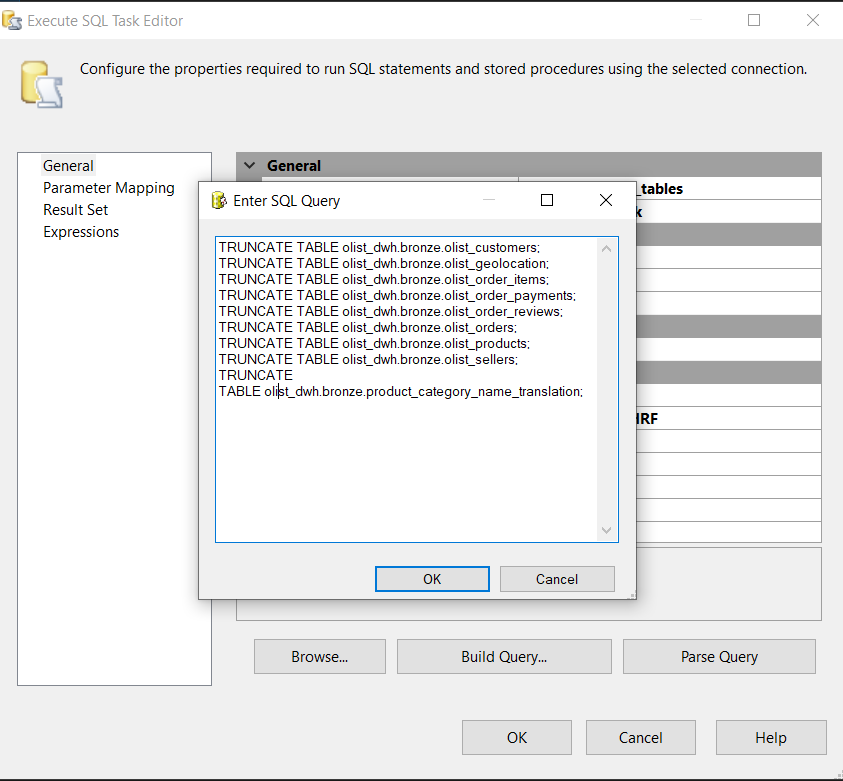 Execute SQL Task Editor
Configure the properties required to run SQL statements and stored procedures using the selected connection.
General
Parameter Mapping
Result Set
Expressions
General
_tables
k
HRF
Enter SQL Query
TRUNCATE TABLE olist_dwh.bronze.olist_customers;
TRUNCATE TABLE olist_dwh.bronze.olist_geolocation;
TRUNCATE TABLE olist_dwh.bronze.olist_order_items;
TRUNCATE TABLE olist_dwh.bronze.olist_order_payments;
TRUNCATE TABLE olist_dwh.bronze.olist_order_reviews;
TRUNCATE TABLE olist_dwh.bronze.olist_orders;
TRUNCATE TABLE olist_dwh.bronze.olist_products;
TRUNCATE TABLE olist_dwh.bronze.olist_sellers;
TRUNCATE
TABLE olist_dwh.bronze.product_category_name_translation;
OK Cancel
Browse... Build Query... Parse Query
OK Cancel Help